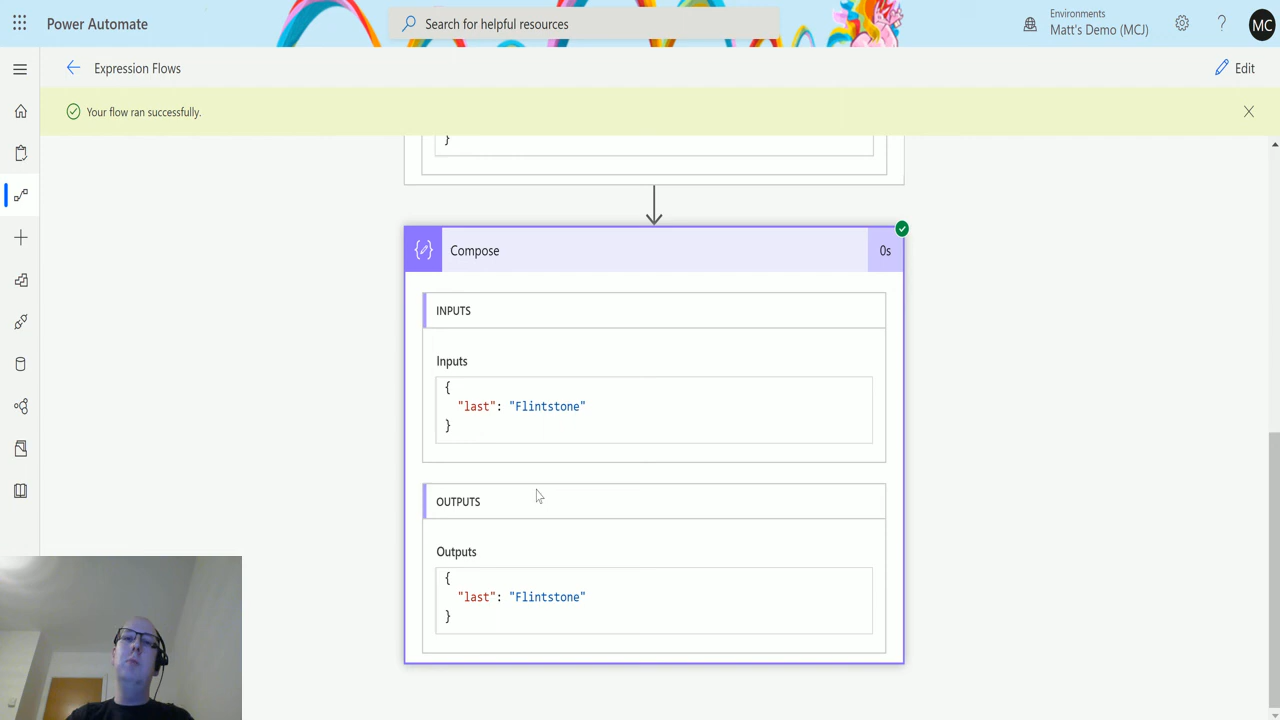 Power Automate
Search for helpful resources
Environments
Matt's Demo (MCJ)
MC
Expression Flows
Edit
Your flow ran successfully.
}
Compose
0s
INPUTS
Inputs
{
"last": "Flintstone"
}
OUTPUTS
Outputs
{
"last": "Flintstone"
}